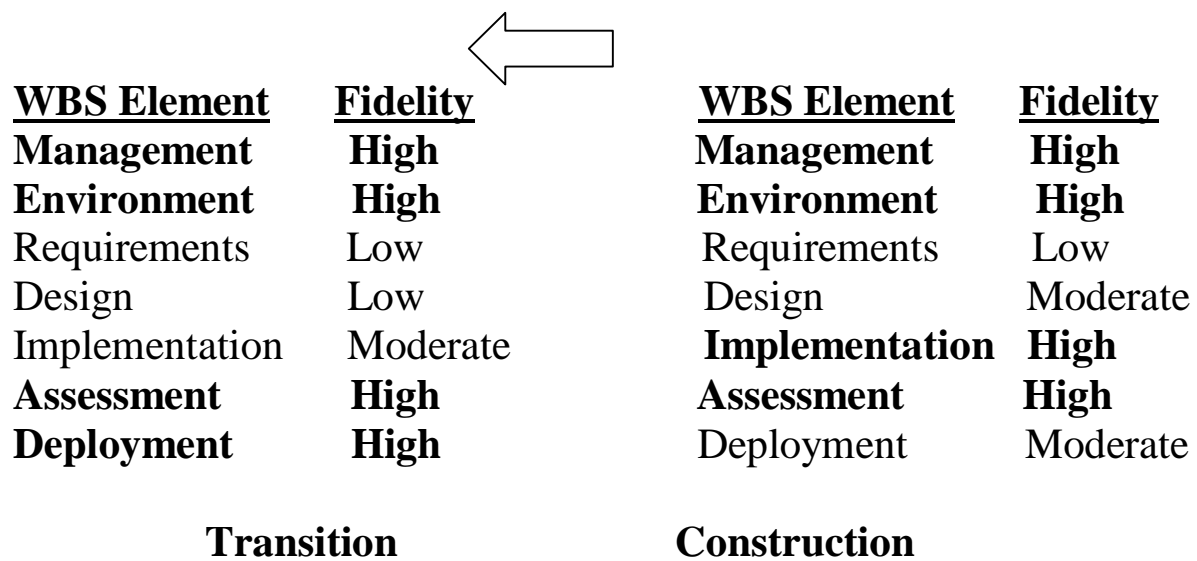 WBS Element Fidelity WBS Element Fidelity
Management High Management High
Environment High Environment High
Requirements Low Requirements Low
Design Low Design Moderate
Implementation Moderate Implementation High
Assessment High Assessment High
Deployment High Deployment Moderate
Transition Construction